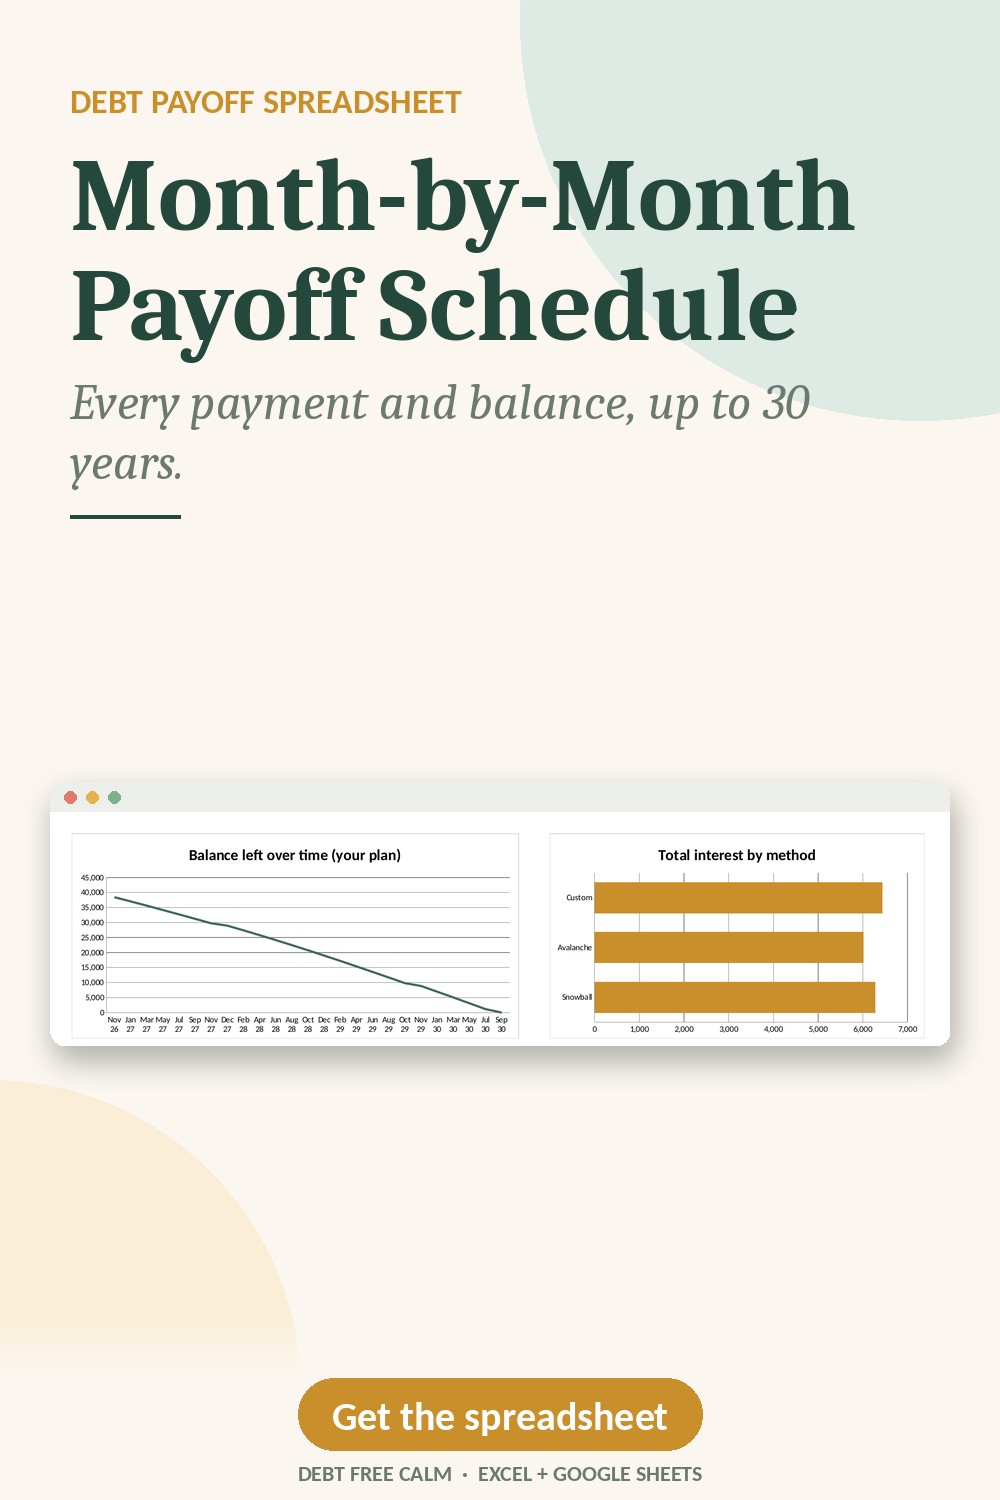 DEBT PAYOFF SPREADSHEET
Month-by-Month
Payoff Schedule
Every payment and balance, up to 30
years.
Balance left over time (your plan)
45,000
40,000
35,000
30,000
25,000
20,000
15,000
10,000
5,000
0
Nov Jan Mar May Jul Sep Nov Dec Feb Apr Jun Aug Oct Dec Feb Apr Jun Aug Oct Nov Jan Mar May Jul Sep
26 27 27 27 27 27 27 27 28 28 28 28 28 28 29 29 29 29 29 29 30 30 30 30 30
Total interest by method
Custom
Avalanche
Snowball
0 1,000 2,000 3,000 4,000 5,000 6,000 7,000
Get the spreadsheet
DEBT FREE CALM · EXCEL + GOOGLE SHEETS